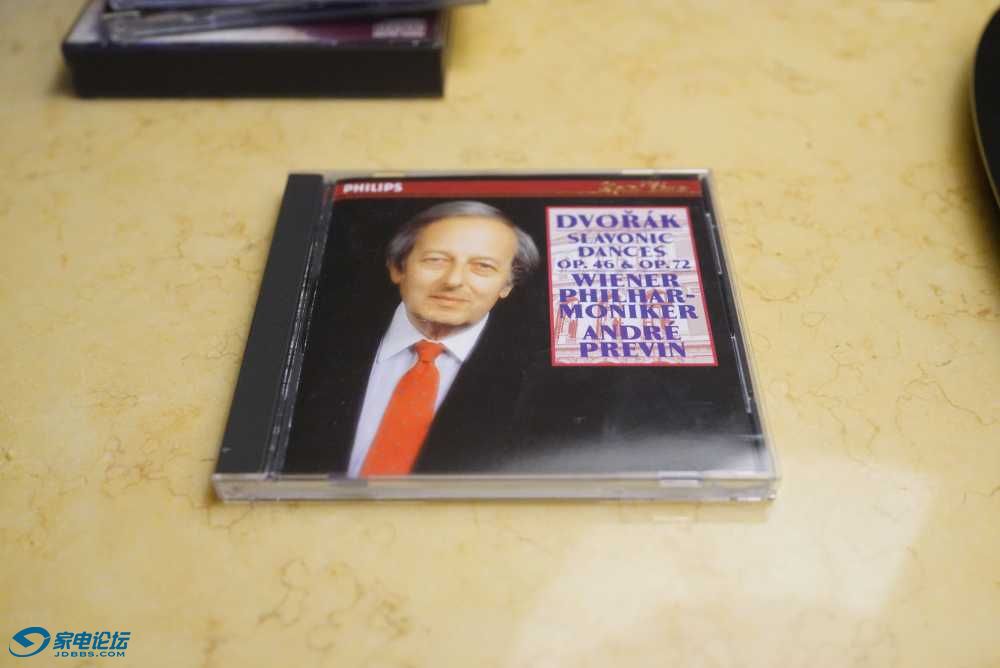 PHILIPS
DVOŘÁK
SLAVONIC
DANCES
OP. 46 & OP. 72
WIENER
PHILHAR-
MONIKER
ANDRÉ
PREVIN
家电论坛
JDBBS.COM